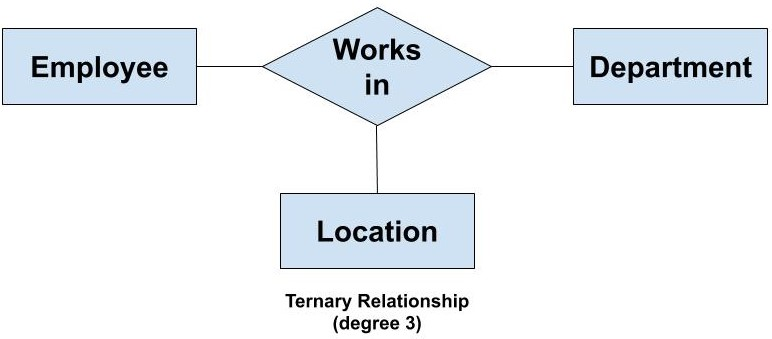 Employee
Works
in
Department
Location
Ternary Relationship
(degree 3)